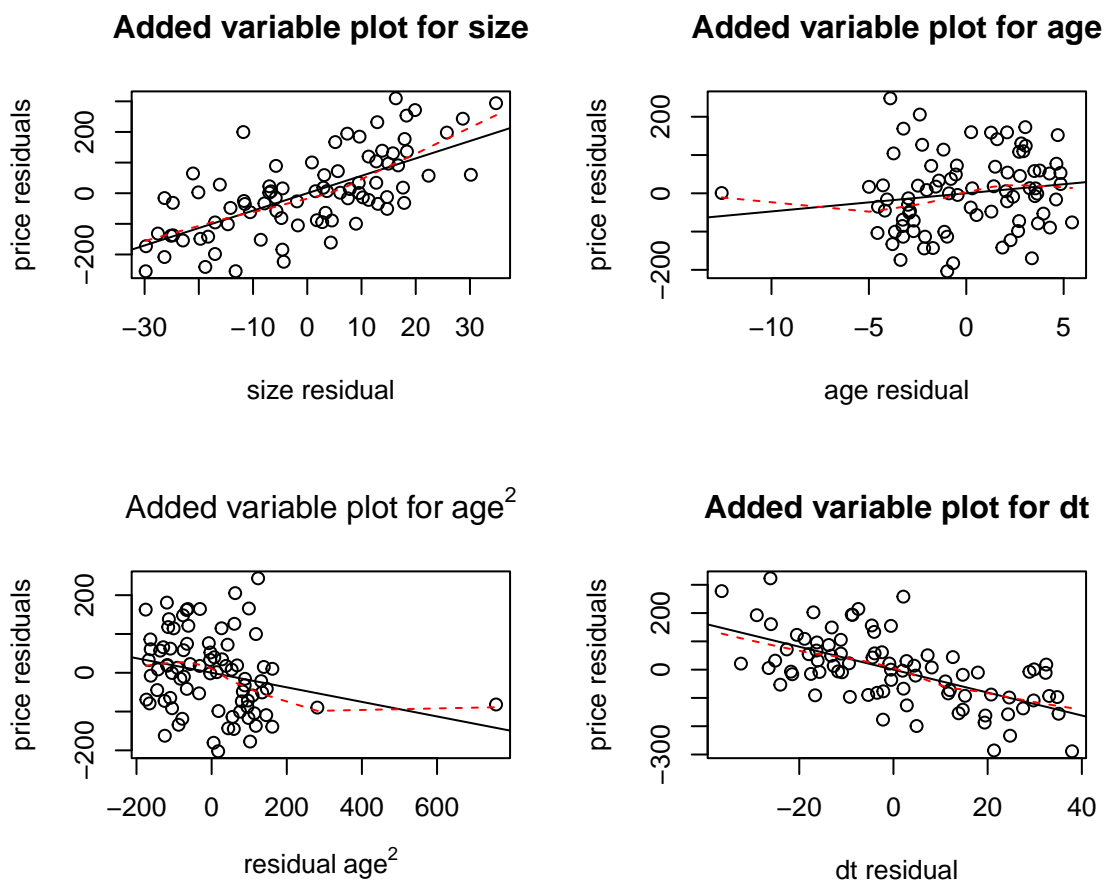 Added variable plot for size
price residuals
200
0
−200
−30
−20
−10
0
10
20
30
size residual
Added variable plot for age
price residuals
200
0
−200
−10
−5
0
5
age residual
Added variable plot for age²
price residuals
200
0
−200
−200
0
200
400
600
residual age²
Added variable plot for dt
price residuals
200
0
−300
−20
0
20
40
dt residual